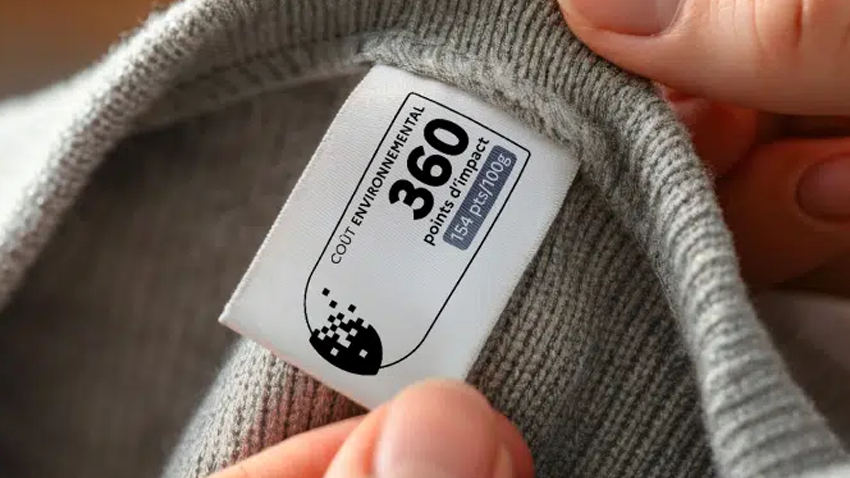 COÛT ENVIRONNEMENTAL
360
points d'impact
154 pts/100g